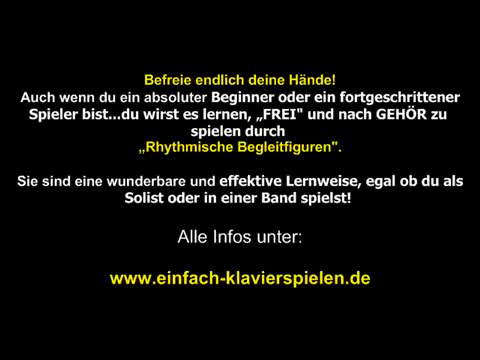 Befreie endlich deine Hände!
Auch wenn du ein absoluter Beginner oder ein fortgeschrittener
Spieler bist...du wirst es lernen, „FREI" und nach GEHÖR zu
spielen durch
„Rhythmische Begleitfiguren".
Sie sind eine wunderbare und effektive Lernweise, egal ob du als
Solist oder in einer Band spielst!
Alle Infos unter:
www.einfach-klavierspielen.de